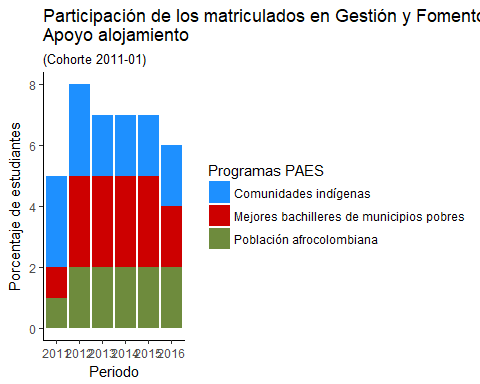 Participación de los matriculados en Gestión y Fomento
Apoyo alojamiento
(Cohorte 2011-01)
Porcentaje de estudiantes
8
6
4
2
0
2011 2012 2013 2014 2015 2016
Periodo
Programas PAES
Comunidades indígenas
Mejores bachilleres de municipios pobres
Población afrocolombiana